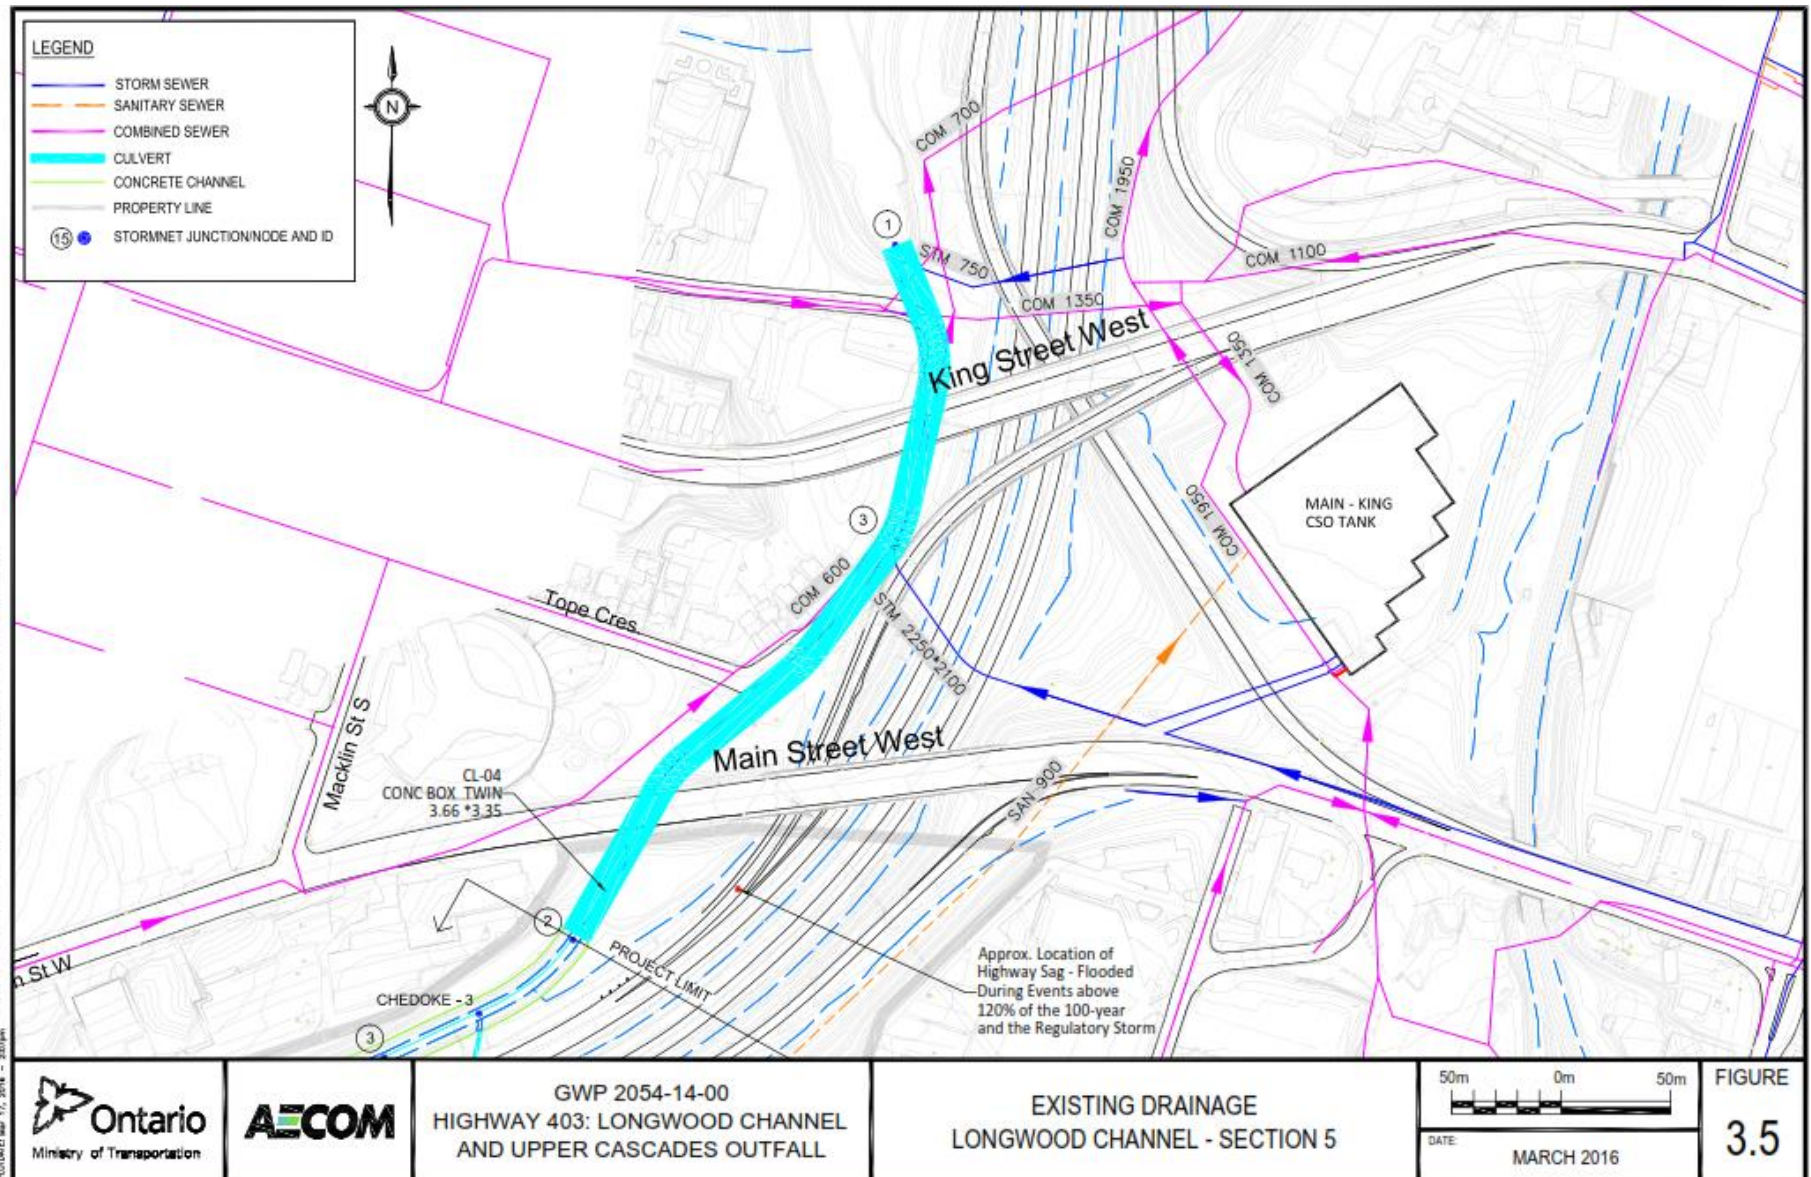 LEGEND
STORM SEWER
SANITARY SEWER
COMBINED SEWER
CULVERT
CONCRETE CHANNEL
PROPERTY LINE
15
STORMNET JUNCTION/NODE AND ID
N
COM 700
COM 1950
1
STM 750
COM 1100
COM 1350
King Street West
COM 1350
MAIN - KING
CSO TANK
COM 1950
3
COM 600
Tope Cres.
STM 2250*2100
Macklin St S
Main Street West
CL-04
CONC BOX TWIN
3.66 *3.35
SAN 900
2
PROJECT LIMIT
St W
CHEDOKE - 3
3
Approx. Location of
Highway Sag - Flooded
During Events above
120% of the 100-year
and the Regulatory Storm
Ontario
Ministry of Transportation
AECOM
GWP 2054-14-00
HIGHWAY 403: LONGWOOD CHANNEL
AND UPPER CASCADES OUTFALL
EXISTING DRAINAGE
LONGWOOD CHANNEL - SECTION 5
50m 0m 50m
DATE:
MARCH 2016
FIGURE
3.5